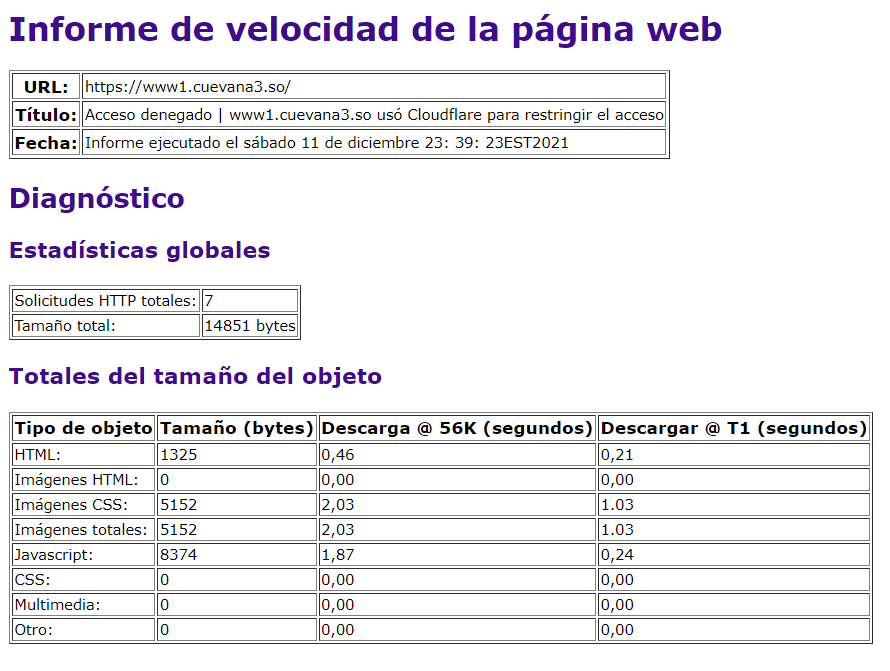 Informe de velocidad de la página web
URL: https://www1.cuevana3.so/
Título: Acceso denegado | www1.cuevana3.so usó Cloudflare para restringir el acceso
Fecha: Informe ejecutado el sábado 11 de diciembre 23: 39: 23EST2021
Diagnóstico
Estadísticas globales
Solicitudes HTTP totales: 7
Tamaño total: 14851 bytes
Totales del tamaño del objeto
Tipo de objeto Tamaño (bytes) Descarga @ 56K (segundos) Descargar @ T1 (segundos)
HTML: 1325 0,46 0,21
Imágenes HTML: 0 0,00 0,00
Imágenes CSS: 5152 2,03 1.03
Imágenes totales: 5152 2,03 1.03
Javascript: 8374 1,87 0,24
CSS: 0 0,00 0,00
Multimedia: 0 0,00 0,00
Otro: 0 0,00 0,00